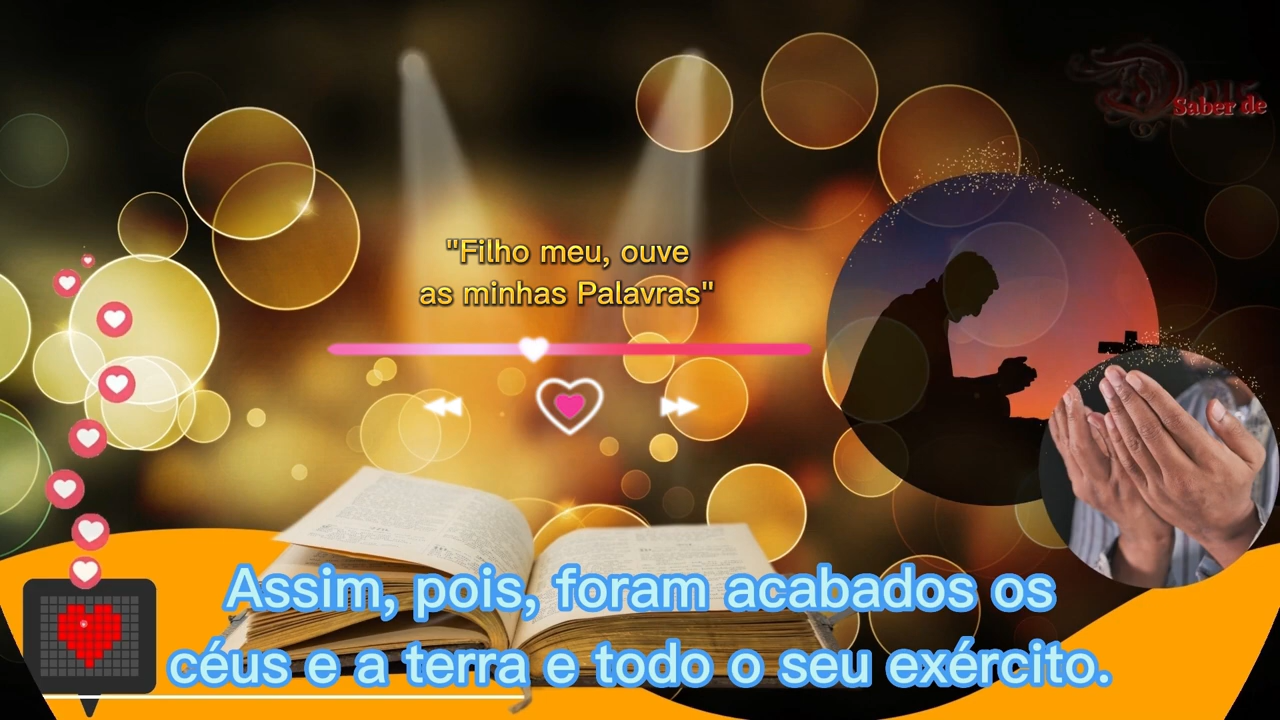 Saber de
"Filho meu, ouve
as minhas Palavras"
Assim, pois, foram acabados os
céus e a terra e todo o seu exército.